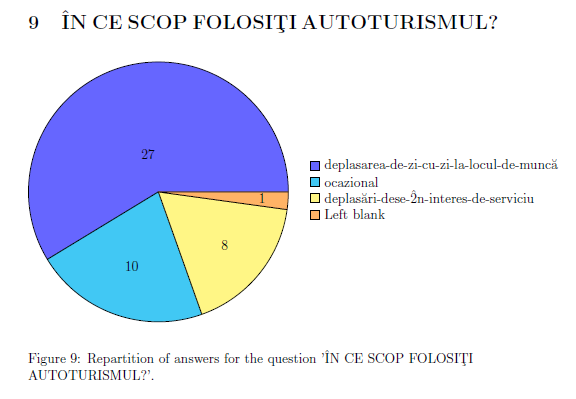 9 ÎN CE SCOP FOLOSIŢI AUTOTURISMUL?
27
1
8
10
deplasarea-de-zi-cu-zi-la-locul-de-muncă
ocazional
deplasări-dese-2̂n-interes-de-serviciu
Left blank
Figure 9: Repartition of answers for the question 'ÎN CE SCOP FOLOSIŢI
AUTOTURISMUL?'.